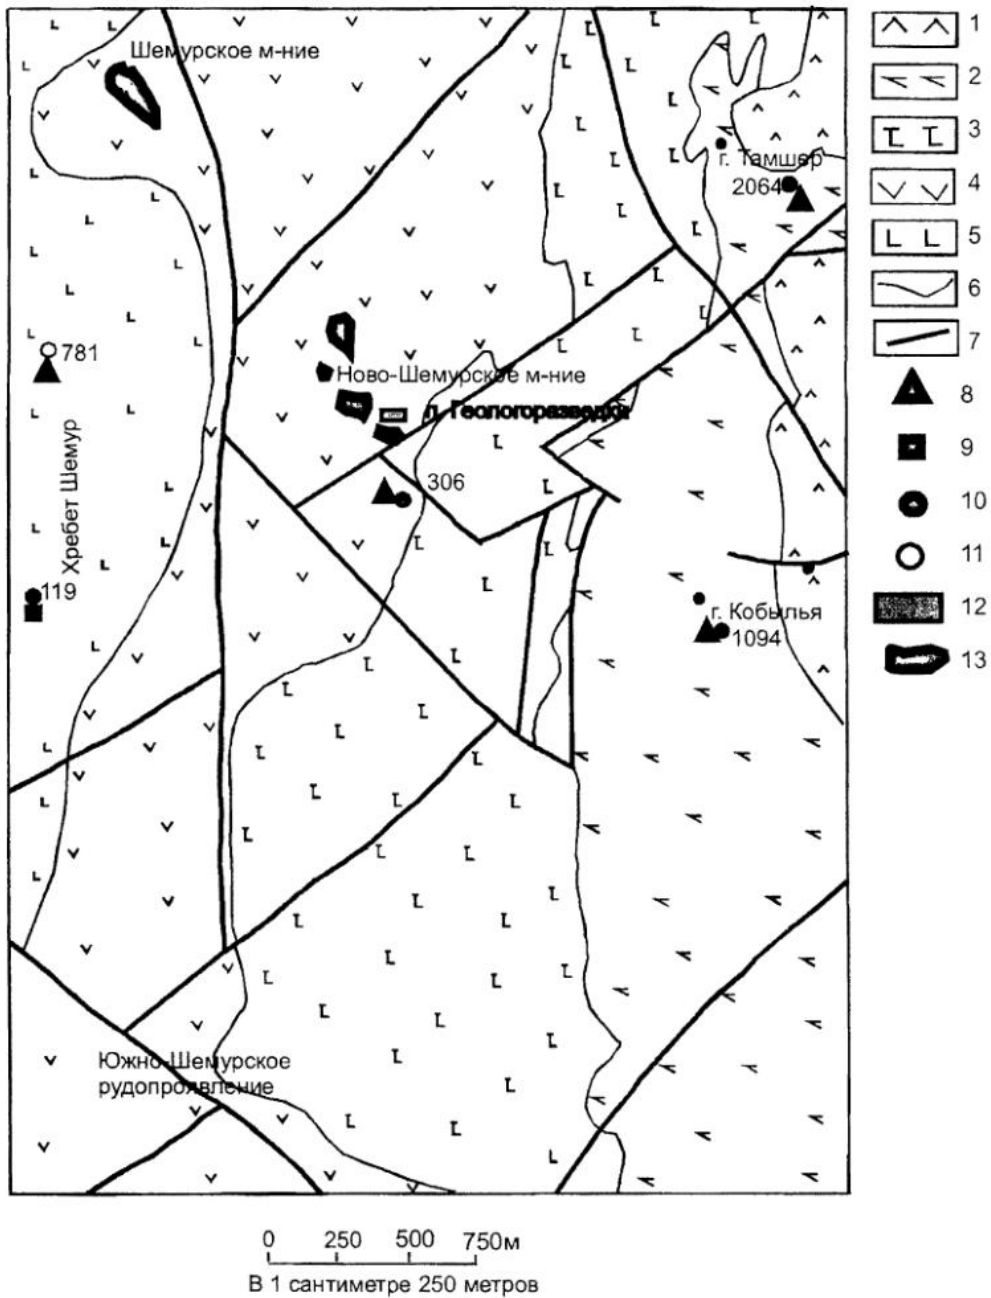 Шемурское м-ние
г. Тамшер
2064
781
Ново-Шемурское м-ние
п. Геологоразведки
306
Хребет Шемур
119
г. Кобылья
1094
Южно-Шемурское
рудопроявление
1
2
3
4
5
6
7
8
9
10
11
12
13
0 250 500 750м
В 1 сантиметре 250 метров